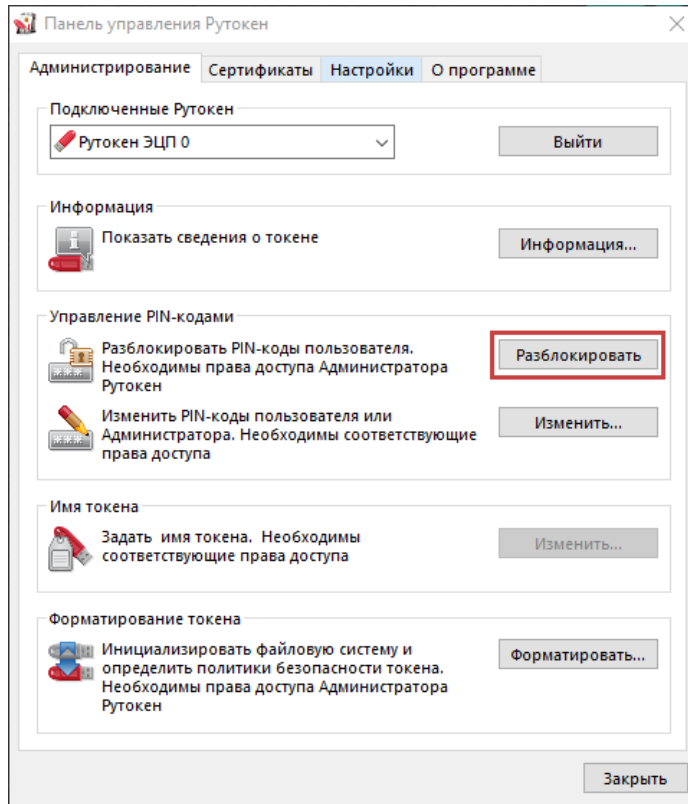 Панель управления Рутокен
Администрирование Сертификаты Настройки О программе
Подключенные Рутокен
Рутокен ЭЦП 0
Выйти
Информация
Показать сведения о токене
Информация...
Управление PIN-кодами
Разблокировать PIN-коды пользователя.
Необходимы права доступа Администратора
Рутокен
Разблокировать
Изменить PIN-коды пользователя или
Администратора. Необходимы соответствующие
права доступа
Изменить...
Имя токена
Задать имя токена. Необходимы
соответствующие права доступа
Изменить...
Форматирование токена
Инициализировать файловую систему и
определить политики безопасности токена.
Необходимы права доступа Администратора
Рутокен
Форматировать...
Закрыть